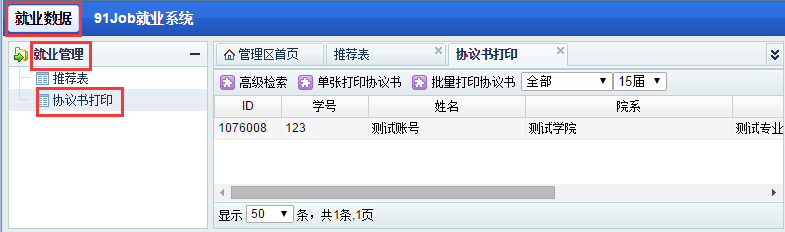 就业数据 91Job就业系统
就业管理
推荐表
协议书打印
管理区首页 推荐表 协议书打印
高级检索 单张打印协议书 批量打印协议书 全部 15届
ID 学号 姓名 院系
1076008 123 测试账号 测试学院 测试专业
显示 50 条，共1条,1页